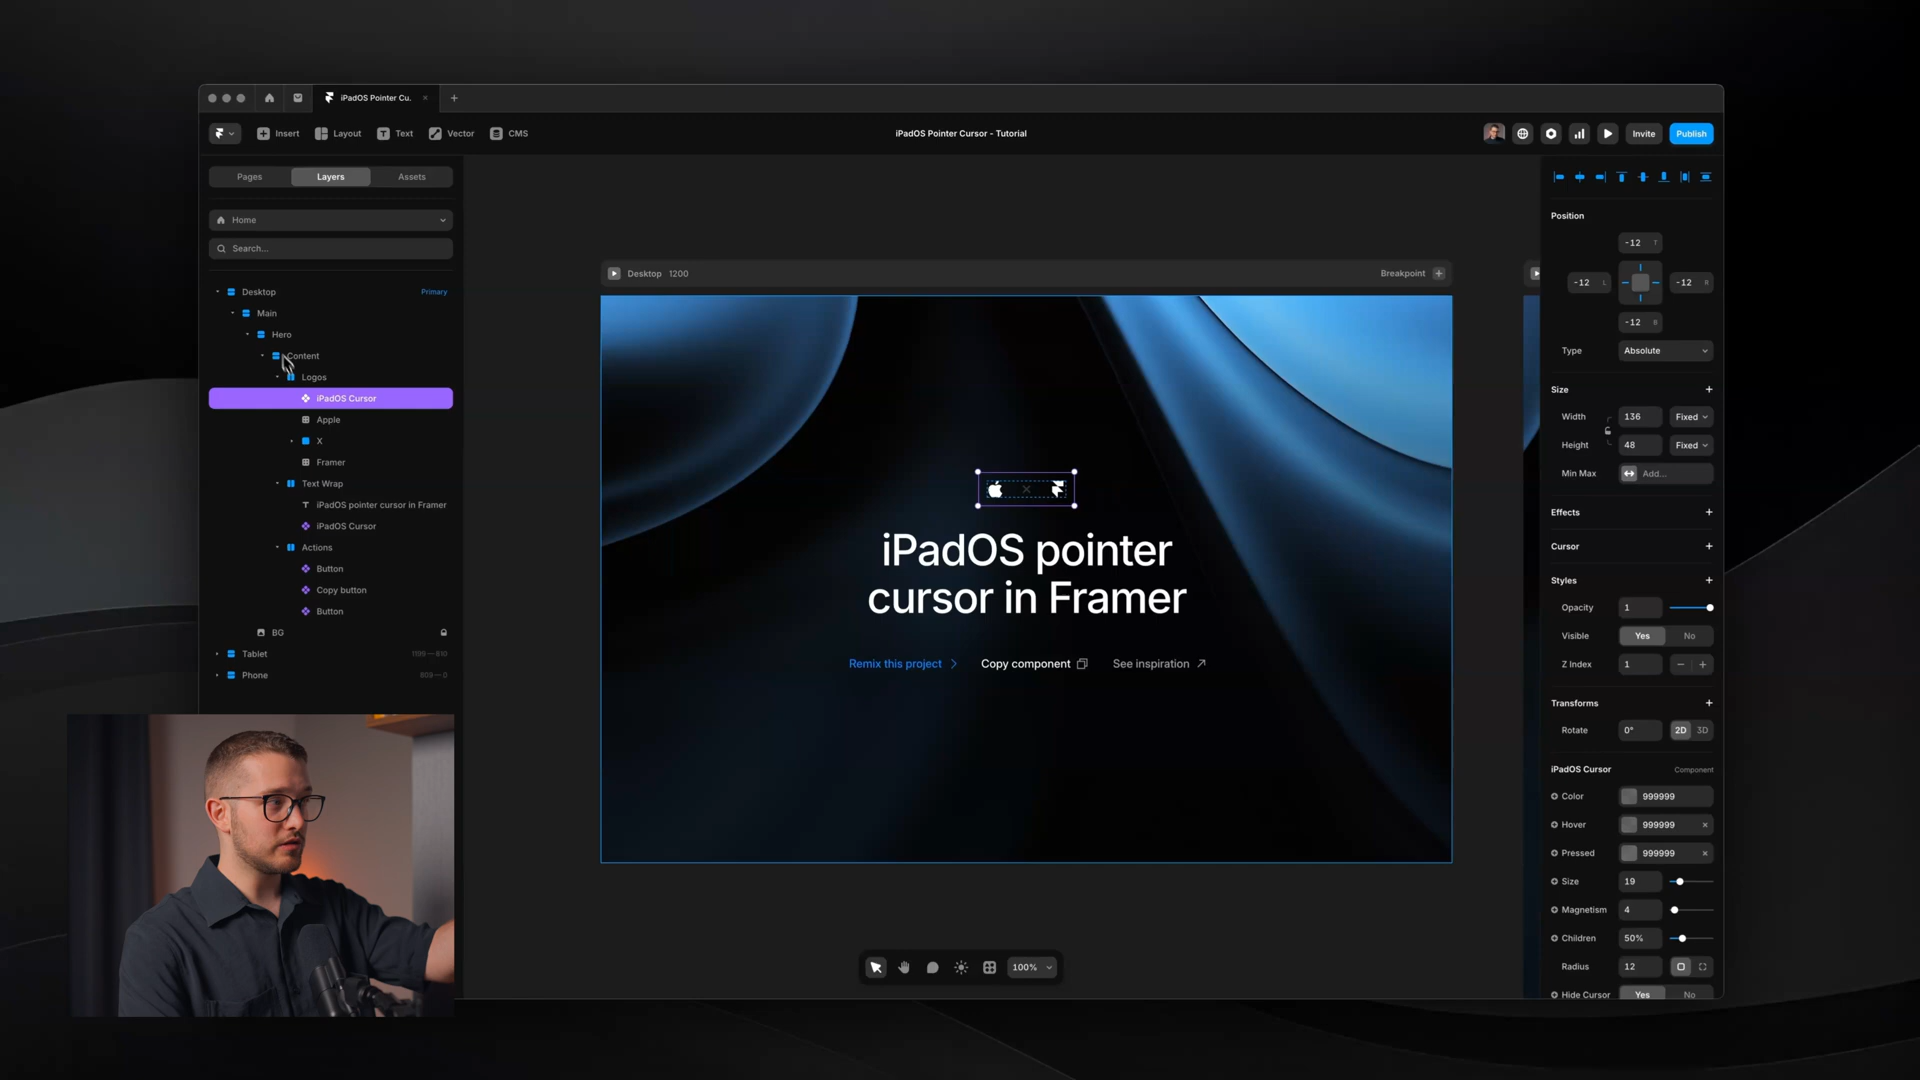 iPadOS Pointer Cu.
Insert
Layout
Text
Vector
CMS
iPadOS Pointer Cursor - Tutorial
Invite
Publish
Pages
Layers
Assets
Home
Search...
Desktop
Primary
Main
Hero
Content
Logos
iPadOS Cursor
Apple
X
Framer
Text Wrap
iPadOS pointer cursor in Framer
iPadOS Cursor
Actions
Button
Copy button
Button
BG
Tablet
1199—810
Phone
809—0
Desktop 1200
Breakpoint
iPadOS pointer
cursor in Framer
Remix this project
Copy component
See inspiration
100%
Position
-12 T
-12 L
-12 R
-12 B
Type
Absolute
Size
Width
136
Fixed
Height
48
Fixed
Min Max
Add...
Effects
Cursor
Styles
Opacity
1
Visible
Yes
No
Z Index
1
Transforms
Rotate
0°
2D
3D
iPadOS Cursor
Component
Color
999999
Hover
999999
Pressed
999999
Size
19
Magnetism
4
Children
50%
Radius
12
Hide Cursor
Yes
No